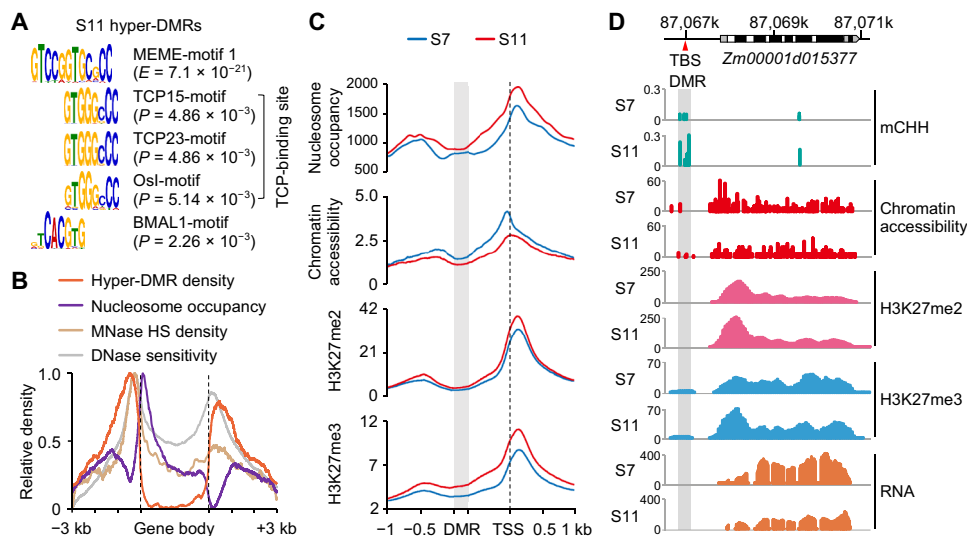 A
S11 hyper-DMRs
GTCCGGTGCGCC
MEME-motif 1
(E = 7.1 × 10−21)
GTGGGCCC
TCP15-motif
(P = 4.86 × 10−3)
GTGGGCCC
TCP23-motif
(P = 4.86 × 10−3)
GTGGGCCC
OsI-motif
(P = 5.14 × 10−3)
BMAL1-motif
(P = 2.26 × 10−3)
TCP-binding site
B
Hyper-DMR density
Nucleosome occupancy
MNase HS density
DNase sensitivity
Relative density
1.0
0.5
0
−3 kb
Gene body
+3 kb
C
S7
S11
Nucleosome occupancy
2000
1500
1000
500
Chromatin accessibility
5.0
2.5
0
H3K27me2
42
21
0
H3K27me3
12
7
2
−1
−0.5
DMR
TSS
0.5
1 kb
D
87,067k
87,069k
87,071k
TBS
DMR
Zm00001d015377
S7
0.3
0
S11
0.3
0
mCHH
S7
60
0
S11
60
0
Chromatin accessibility
S7
250
0
S11
250
0
H3K27me2
S7
70
0
S11
70
0
H3K27me3
S7
400
0
S11
400
0
RNA